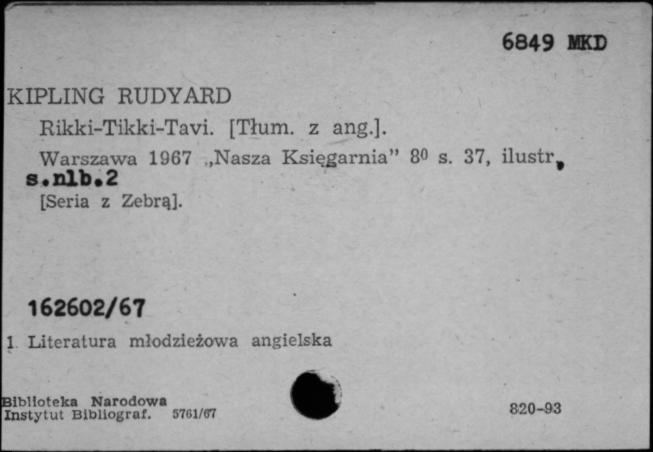 6849 MKD
KIPLING RUDYARD
Rikki-Tikki-Tavi. [Tłum. z ang.].
Warszawa 1967 „Nasza Księgarnia” 8⁰ s. 37, ilustr,
s.nlb.2
[Seria z Zebrą].
162602/67
1. Literatura młodzieżowa angielska
Biblioteka Narodowa
Instytut Bibliograf. 5761/67
820-93